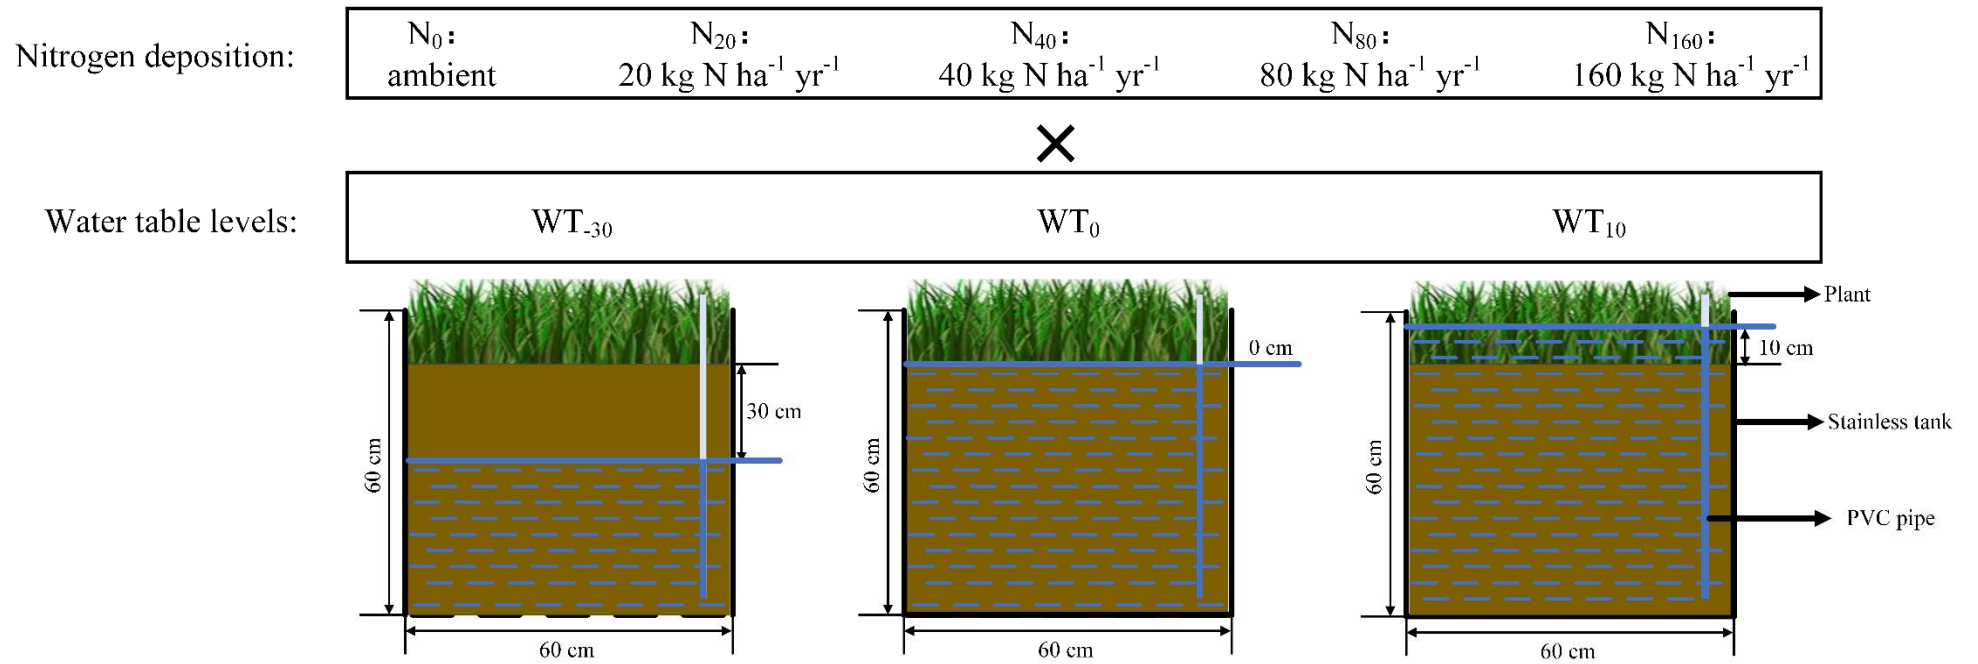 Nitrogen deposition:
N₀: N₂₀: N₄₀: N₈₀: N₁₆₀:
ambient 20 kg N ha⁻¹ yr⁻¹ 40 kg N ha⁻¹ yr⁻¹ 80 kg N ha⁻¹ yr⁻¹ 160 kg N ha⁻¹ yr⁻¹
×
Water table levels: WT₋₃₀ WT₀ WT₁₀
Plant
0 cm
10 cm
30 cm
Stainless tank
60 cm
60 cm
60 cm
PVC pipe
60 cm
60 cm
60 cm